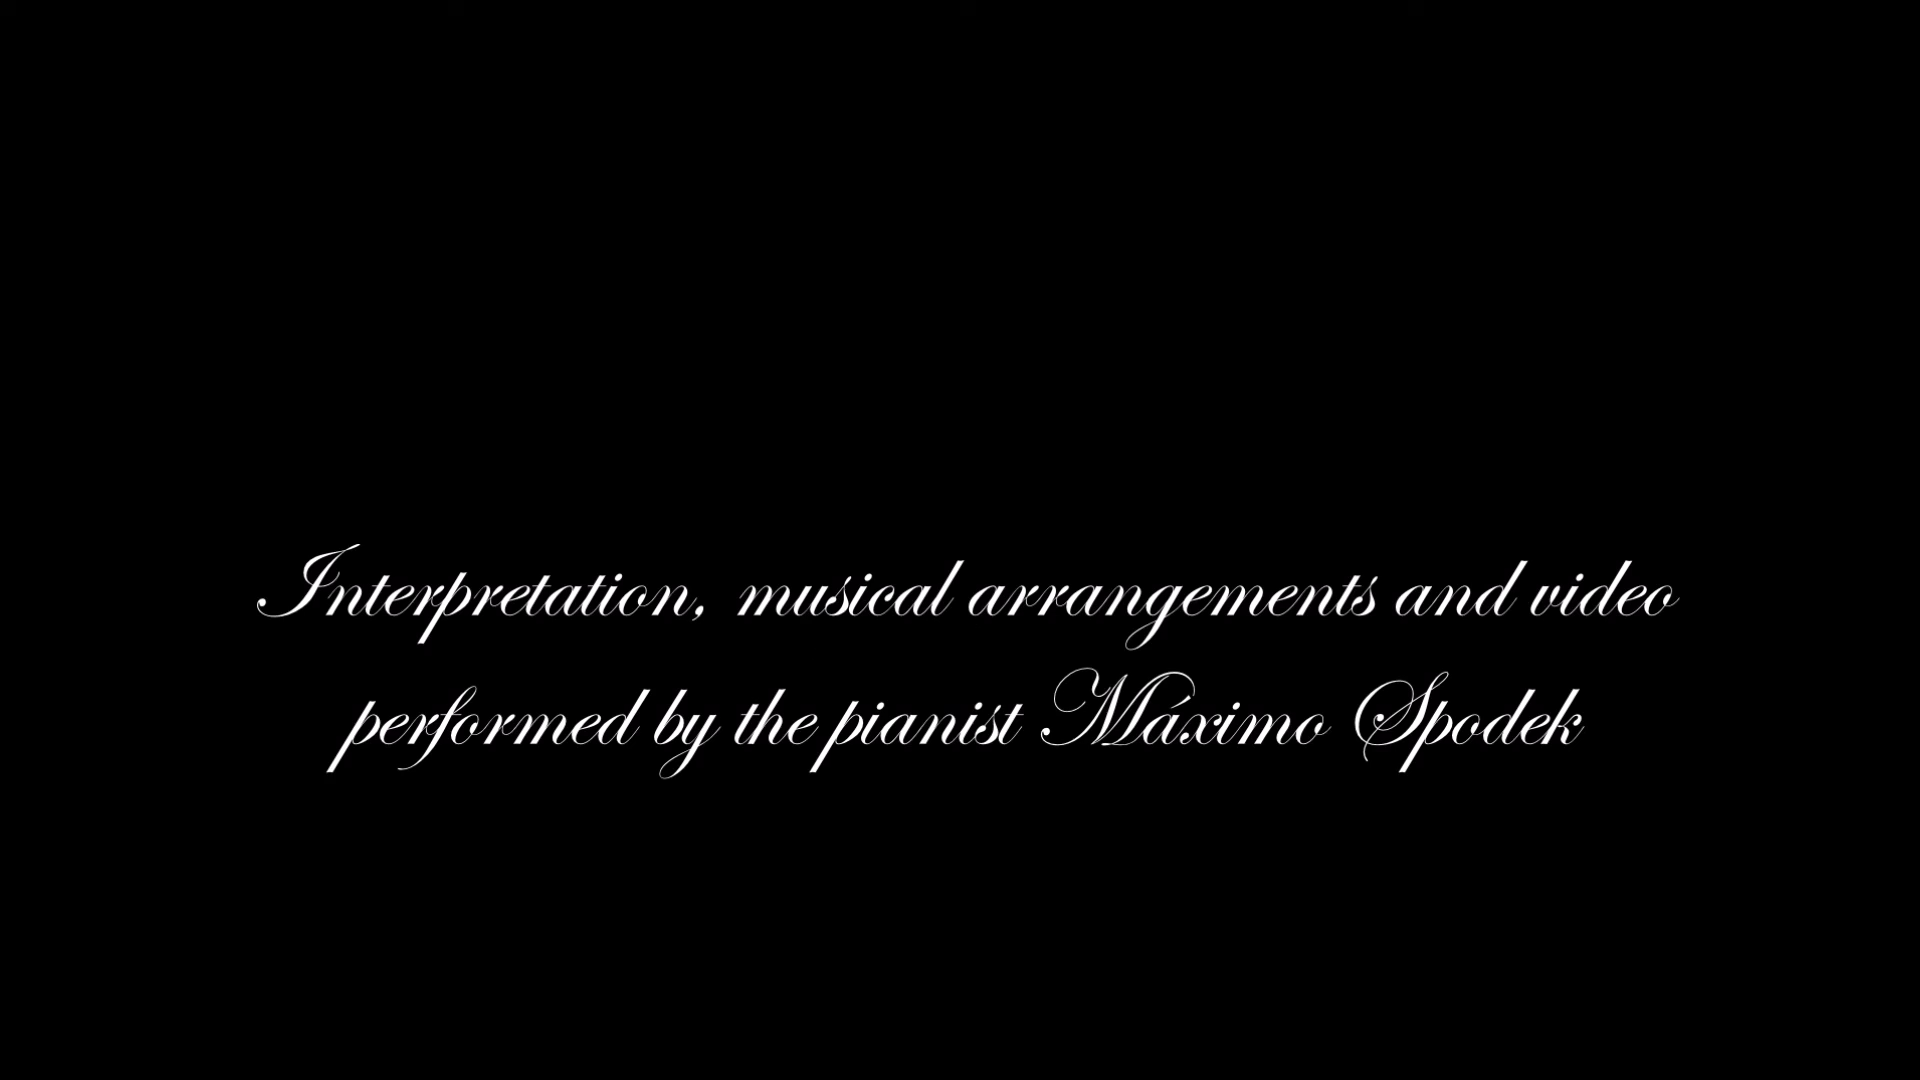 Interpretation, musical arrangements and video
performed by the pianist Máximo Spodek